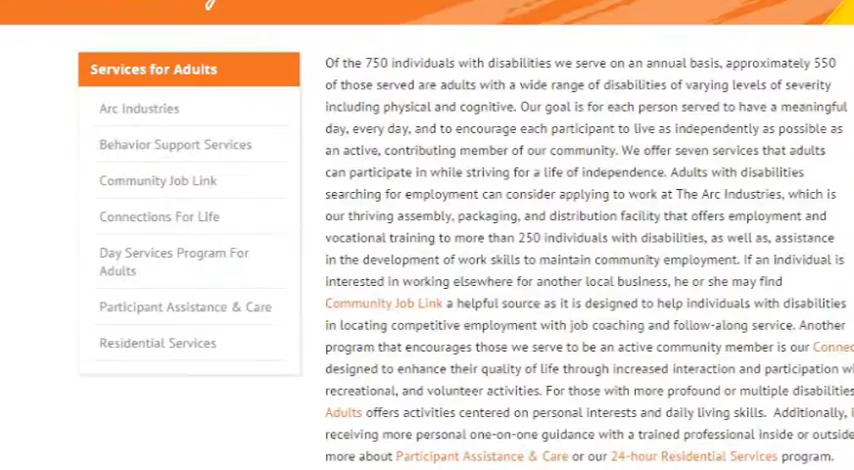 Services for Adults
Arc Industries
Behavior Support Services
Community Job Link
Connections For Life
Day Services Program For
Adults
Participant Assistance & Care
Residential Services
Of the 750 individuals with disabilities we serve on an annual basis, approximately 550
of those served are adults with a wide range of disabilities of varying levels of severity
including physical and cognitive. Our goal is for each person served to have a meaningful
day, every day, and to encourage each participant to live as independently as possible as
an active, contributing member of our community. We offer seven services that adults
can participate in while striving for a life of independence. Adults with disabilities
searching for employment can consider applying to work at The Arc Industries, which is
our thriving assembly, packaging, and distribution facility that offers employment and
vocational training to more than 250 individuals with disabilities, as well as, assistance
in the development of work skills to maintain community employment. If an individual is
interested in working elsewhere for another local business, he or she may find
Community Job Link a helpful source as it is designed to help individuals with disabilities
in locating competitive employment with job coaching and follow-along service. Another
program that encourages those we serve to be an active community member is our Connec
designed to enhance their quality of life through increased interaction and participation wi
recreational, and volunteer activities. For those with more profound or multiple disabilities
Adults offers activities centered on personal interests and daily living skills. Additionally, i
receiving more personal one-on-one guidance with a trained professional inside or outside
more about Participant Assistance & Care or our 24-hour Residential Services program.